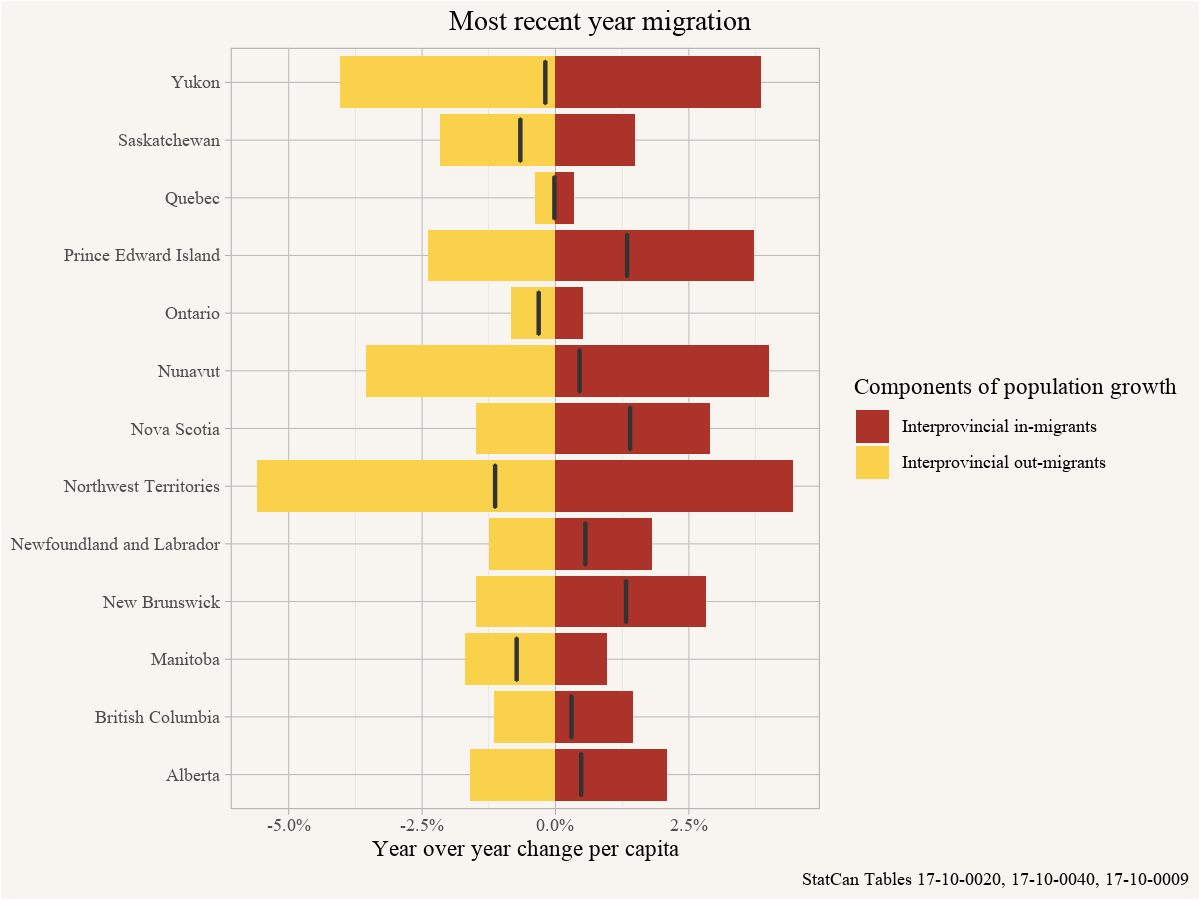 Most recent year migration
Yukon
Saskatchewan
Quebec
Prince Edward Island
Ontario
Nunavut
Nova Scotia
Northwest Territories
Newfoundland and Labrador
New Brunswick
Manitoba
British Columbia
Alberta
-5.0% -2.5% 0.0% 2.5%
Year over year change per capita
Components of population growth
Interprovincial in-migrants
Interprovincial out-migrants
StatCan Tables 17-10-0020, 17-10-0040, 17-10-0009